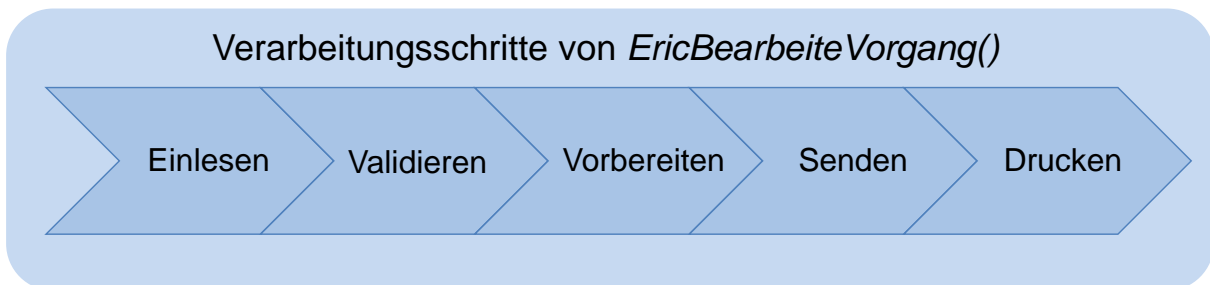 Verarbeitungsschritte von EricBearbeiteVorgang()
Einlesen Validieren Vorbereiten Senden Drucken